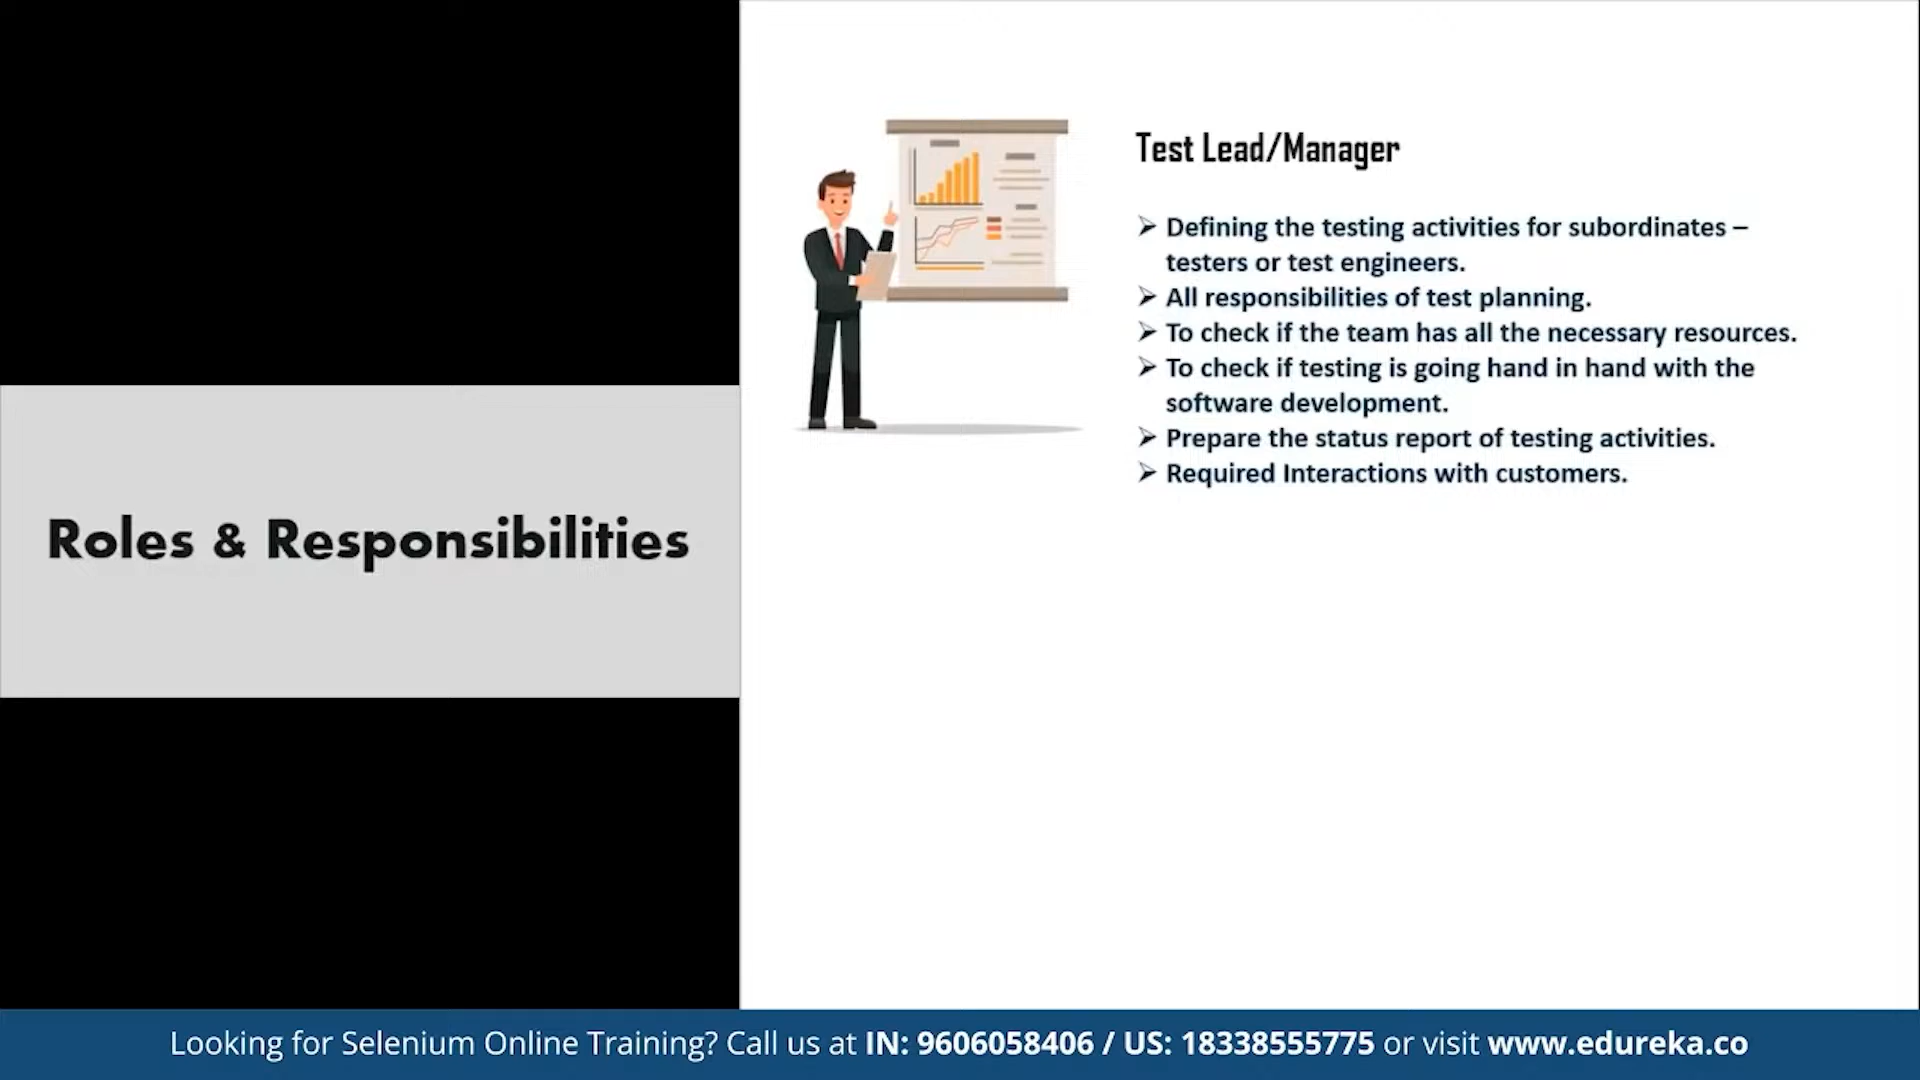 Roles & Responsibilities
Test Lead/Manager
➢ Defining the testing activities for subordinates –
testers or test engineers.
➢ All responsibilities of test planning.
➢ To check if the team has all the necessary resources.
➢ To check if testing is going hand in hand with the
software development.
➢ Prepare the status report of testing activities.
➢ Required Interactions with customers.
Looking for Selenium Online Training? Call us at IN: 9606058406 / US: 18338555775 or visit www.edureka.co